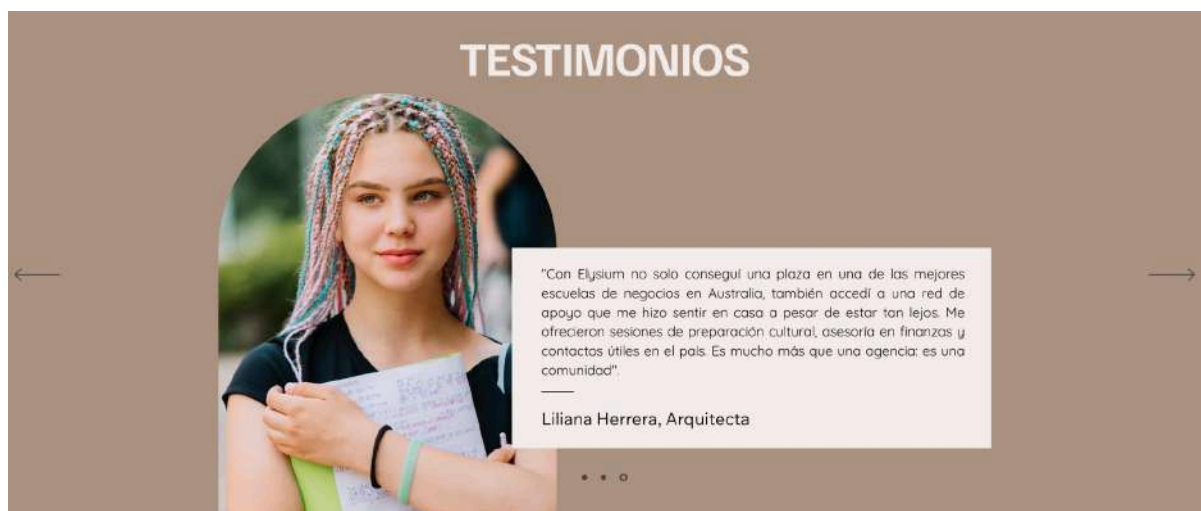 TESTIMONIOS
"Con Elysium no solo conseguí una plaza en una de las mejores
escuelas de negocios en Australia, también accedí a una red de
apoyo que me hizo sentir en casa a pesar de estar tan lejos. Me
ofrecieron sesiones de preparación cultural, asesoría en finanzas y
contactos útiles en el país. Es mucho más que una agencia: es una
comunidad".
Liliana Herrera, Arquitecta